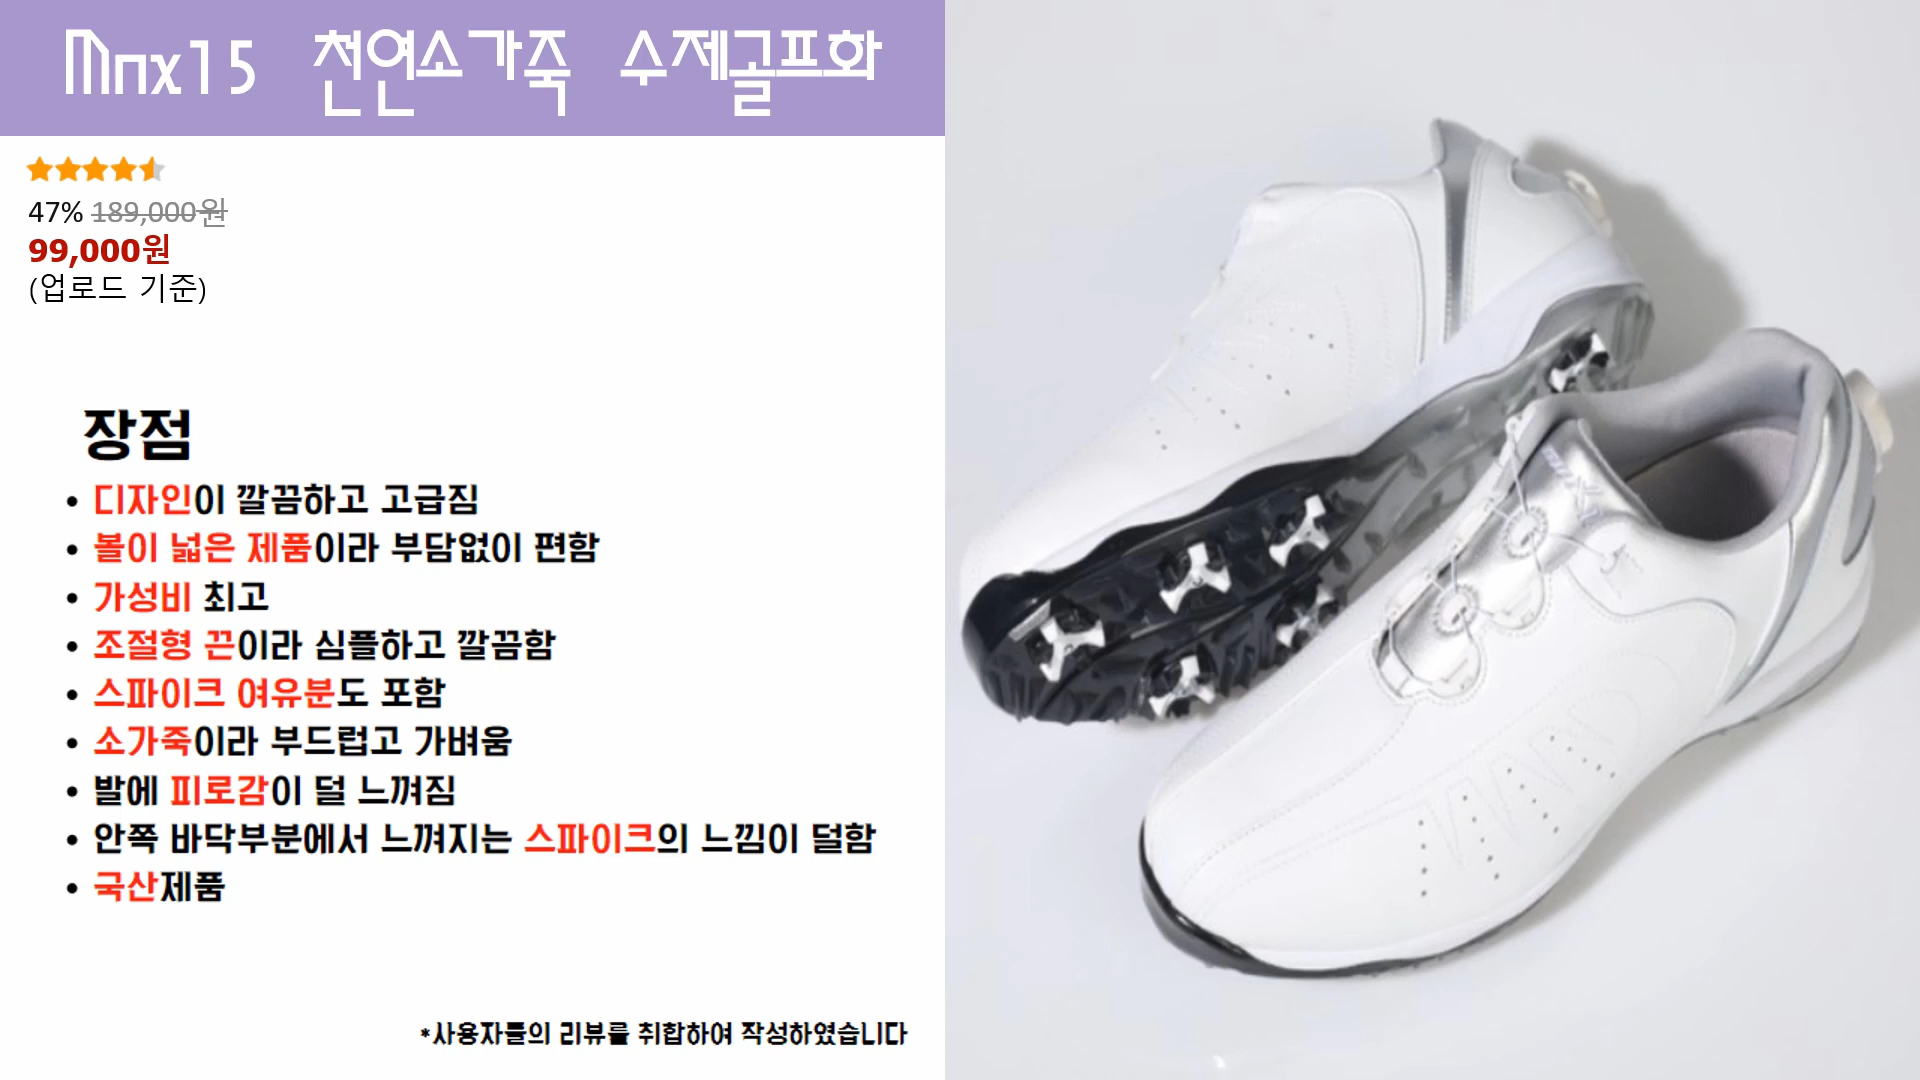 Mnx15 천연소가죽 수제골프화
47% 189,000원
99,000원
(업로드 기준)
장점
• 디자인이 깔끔하고 고급짐
• 볼이 넓은 제품이라 부담없이 편함
• 가성비 최고
• 조절형 끈이라 심플하고 깔끔함
• 스파이크 여유분도 포함
• 소가죽이라 부드럽고 가벼움
• 발에 피로감이 덜 느껴짐
• 안쪽 바닥부분에서 느껴지는 스파이크의 느낌이 덜함
• 국산제품
*사용자들의 리뷰를 취합하여 작성하였습니다